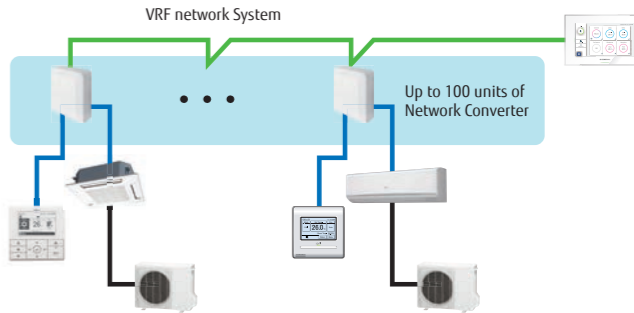 VRF network System
Up to 100 units of
Network Converter
26.0